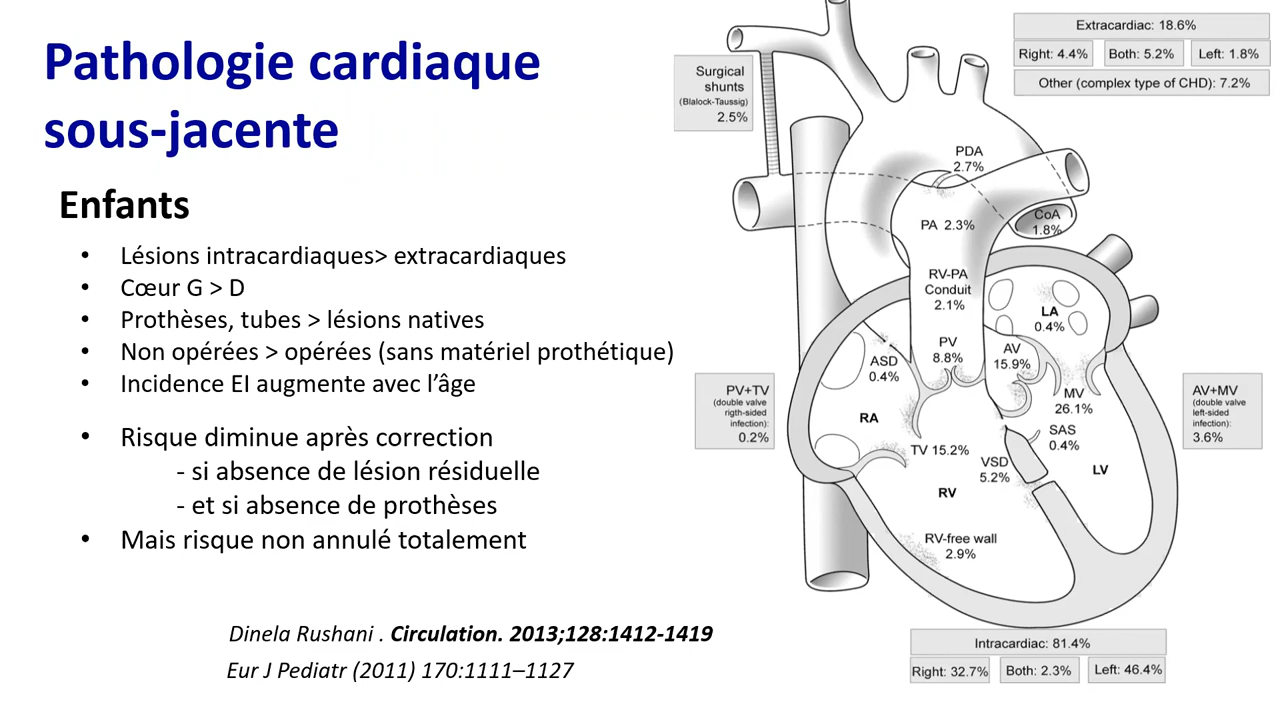 Pathologie cardiaque
sous-jacente
Enfants
• Lésions intracardiaques> extracardiaques
• Cœur G > D
• Prothèses, tubes > lésions natives
• Non opérées > opérées (sans matériel prothétique)
• Incidence EI augmente avec l’âge
• Risque diminue après correction
- si absence de lésion résiduelle
- et si absence de prothèses
• Mais risque non annulé totalement
Dinela Rushani . Circulation. 2013;128:1412-1419
Eur J Pediatr (2011) 170:1111–1127
Extracardiac: 18.6%
Right: 4.4%
Both: 5.2%
Left: 1.8%
Other (complex type of CHD): 7.2%
Surgical
shunts
(Blalock-Taussig)
2.5%
PDA
2.7%
PA 2.3%
CoA
1.8%
RV-PA
Conduit
2.1%
LA
0.4%
PV
8.8%
AV
15.9%
ASD
0.4%
MV
26.1%
PV+TV
(double valve
rigth-sided
infection):
0.2%
RA
AV+MV
(double valve
left-sided
infection):
3.6%
SAS
0.4%
TV 15.2%
VSD
5.2%
LV
RV
RV-free wall
2.9%
Intracardiac: 81.4%
Right: 32.7%
Both: 2.3%
Left: 46.4%